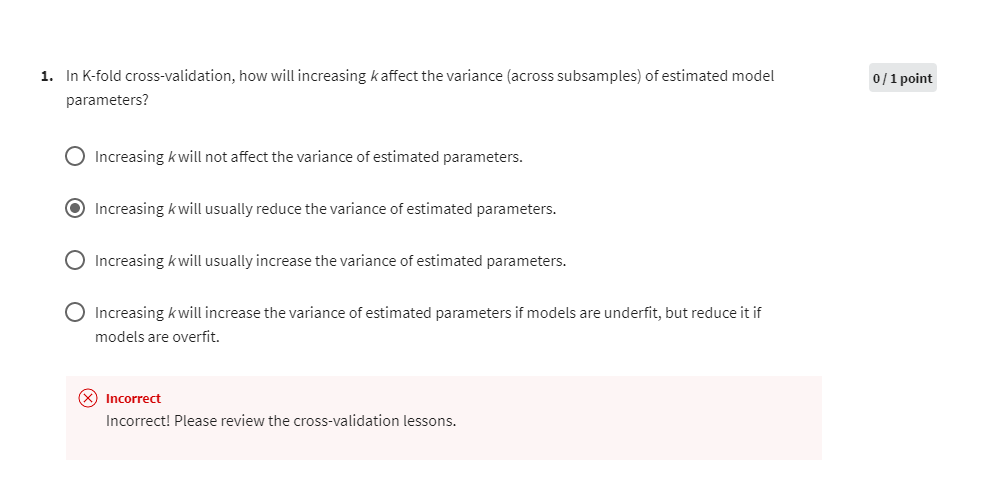 1. In K-fold cross-validation, how will increasing k affect the variance (across subsamples) of estimated model
parameters?
0 / 1 point
Increasing k will not affect the variance of estimated parameters.
Increasing k will usually reduce the variance of estimated parameters.
Increasing k will usually increase the variance of estimated parameters.
Increasing k will increase the variance of estimated parameters if models are underfit, but reduce it if
models are overfit.
Incorrect
Incorrect! Please review the cross-validation lessons.